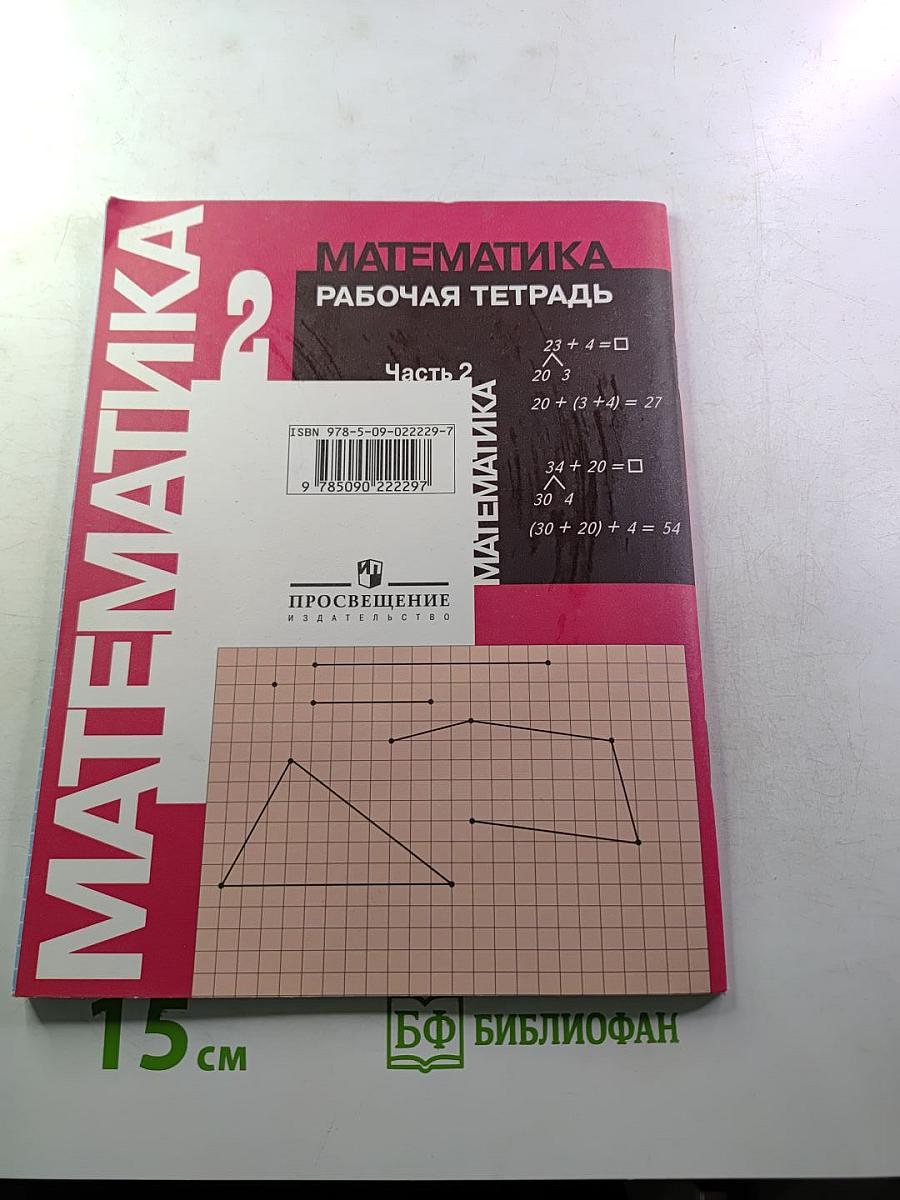 МАТЕМАТИКА
2
МАТЕМАТИКА
РАБОЧАЯ ТЕТРАДЬ
Часть 2
23 + 4 = □
20 3
20 + (3 + 4) = 27
34 + 20 = □
30 4
(30 + 20) + 4 = 54
МАТЕМАТИКА
ISBN 978-5-09-022229-7
9 785090 222297
ПРОСВЕЩЕНИЕ
ИЗДАТЕЛЬСТВО
15 см
БФ БИБЛИОФАН